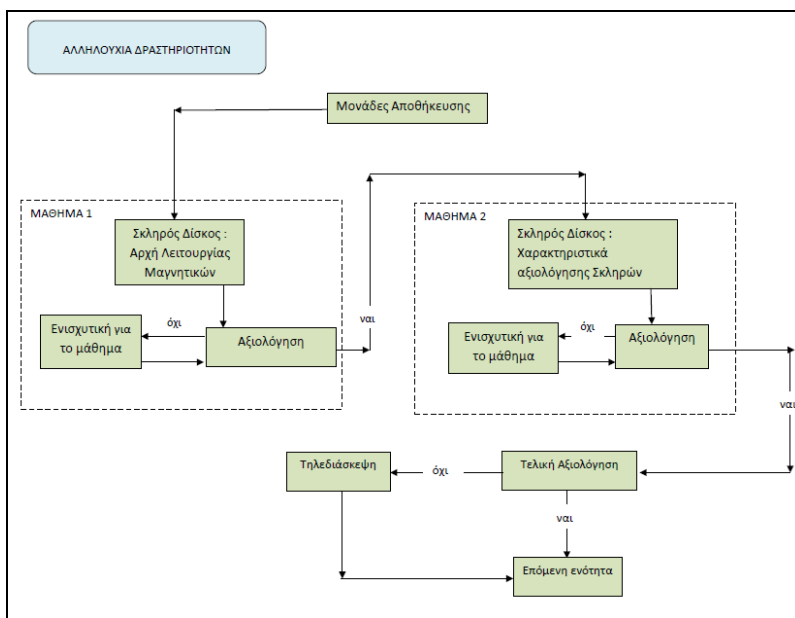 ΑΛΛΗΛΟΥΧΙΑ ΔΡΑΣΤΗΡΙΟΤΗΤΩΝ
Μονάδες Αποθήκευσης
ΜΑΘΗΜΑ 1
Σκληρός Δίσκος :
Αρχή Λειτουργίας
Μαγνητικών
όχι
Ενισχυτική για
το μάθημα
Αξιολόγηση
ναι
ΜΑΘΗΜΑ 2
Σκληρός Δίσκος :
Χαρακτηριστικά
αξιολόγησης Σκληρών
όχι
Ενισχυτική για
το μάθημα
Αξιολόγηση
ναι
Τηλεδιάσκεψη
όχι
Τελική Αξιολόγηση
ναι
Επόμενη ενότητα